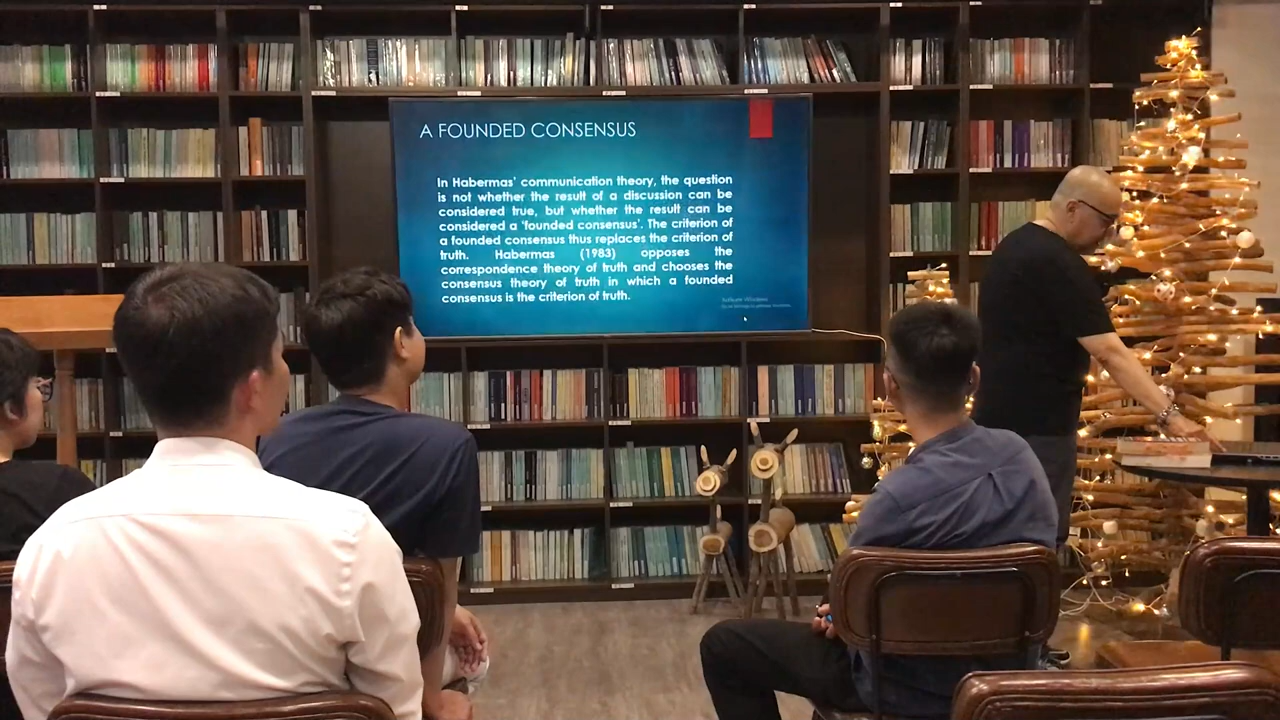 A FOUNDED CONSENSUS
In Habermas' communication theory, the question
is not whether the result of a discussion can be
considered true, but whether the result can be
considered a 'founded consensus'. The criterion of
a founded consensus thus replaces the criterion of
truth. Habermas (1983) opposes the
correspondence theory of truth and chooses the
consensus theory of truth in which a founded
consensus is the criterion of truth.